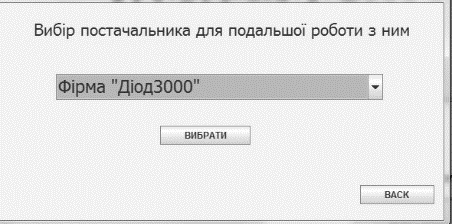 Вибір постачальника для подальшої роботи з ним
Фірма "Діод3000"
ВИБРАТИ
BACK